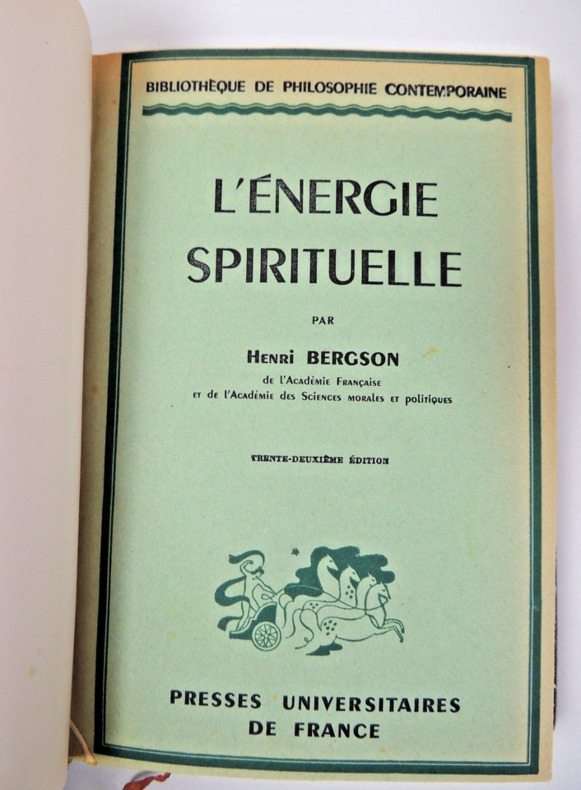 BIBLIOTHÈQUE DE PHILOSOPHIE CONTEMPORAINE
L'ÉNERGIE
SPIRITUELLE
PAR
Henri BERGSON
de l'Académie Française
et de l'Académie des Sciences morales et politiques
TRENTE-DEUXIÈME ÉDITION
PRESSES UNIVERSITAIRES
DE FRANCE